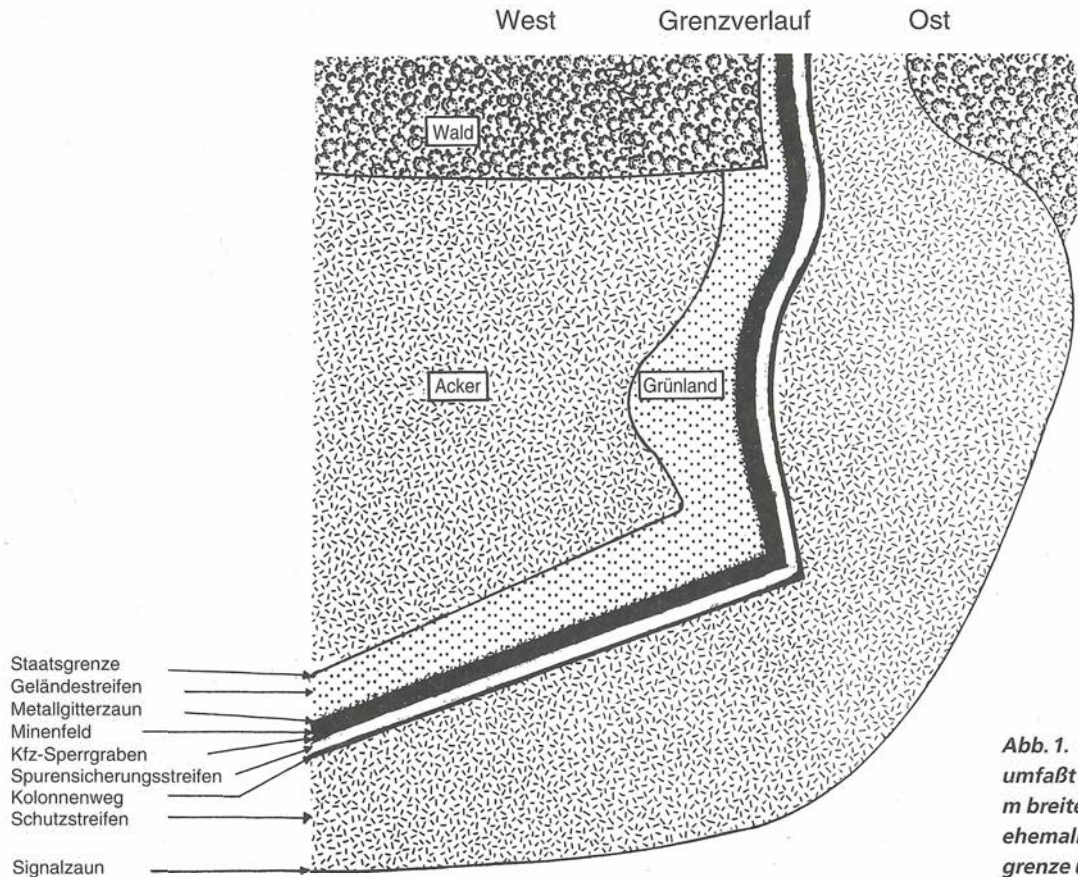 West Grenzverlauf Ost
Wald
Acker
Grünland
Staatsgrenze
Geländestreifen
Metallgitterzaun
Minenfeld
Kfz-Sperrgraben
Spurensicherungsstreifen
Kolonnenweg
Schutzstreifen
Signalzaun
Abb. 1.
umfaßt
m breite
ehemali
grenze u